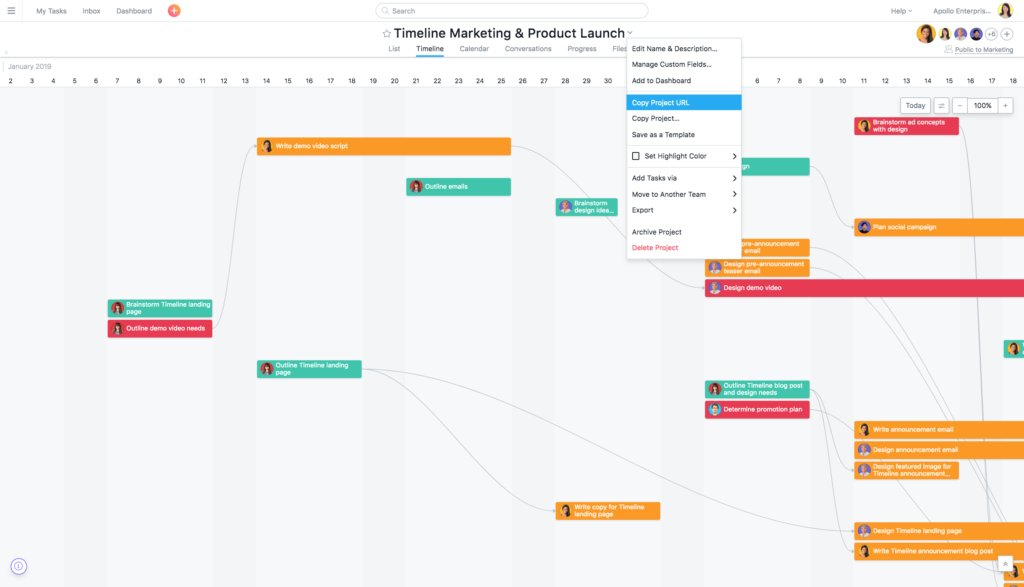 My Tasks Inbox Dashboard
Search
Help
Apollo Enterpris...
Timeline Marketing & Product Launch
List Timeline Calendar Conversations Progress Files
+6
Public to Marketing
January 2019
2 3 4 5 6 7 8 9 10 11 12 13 14 15 16 17 18 19 20 21 22 23 24 25 26 27 28 29 30 6 7 8 9 10 11 12 13 14 15 16 17 18
Today
100%
Edit Name & Description...
Manage Custom Fields...
Add to Dashboard
Copy Project URL
Copy Project...
Save as a Template
Set Highlight Color
Add Tasks via
Move to Another Team
Export
Archive Project
Delete Project
Brainstorm ad concepts
with design
Write demo video script
Outline emails
Brainstorm
design idea...
Plan social campaign
pre-announcement
email
Design pre-announcement
teaser email
Design demo video
Brainstorm Timeline landing
page
Outline demo video needs
Outline Timeline landing
page
Outline Timeline blog post
and design needs
Determine promotion plan
Write announcement email
Design announcement email
Design featured image for
Timeline announcement...
Write copy for Timeline
landing page
Design Timeline landing page
Write Timeline announcement blog post